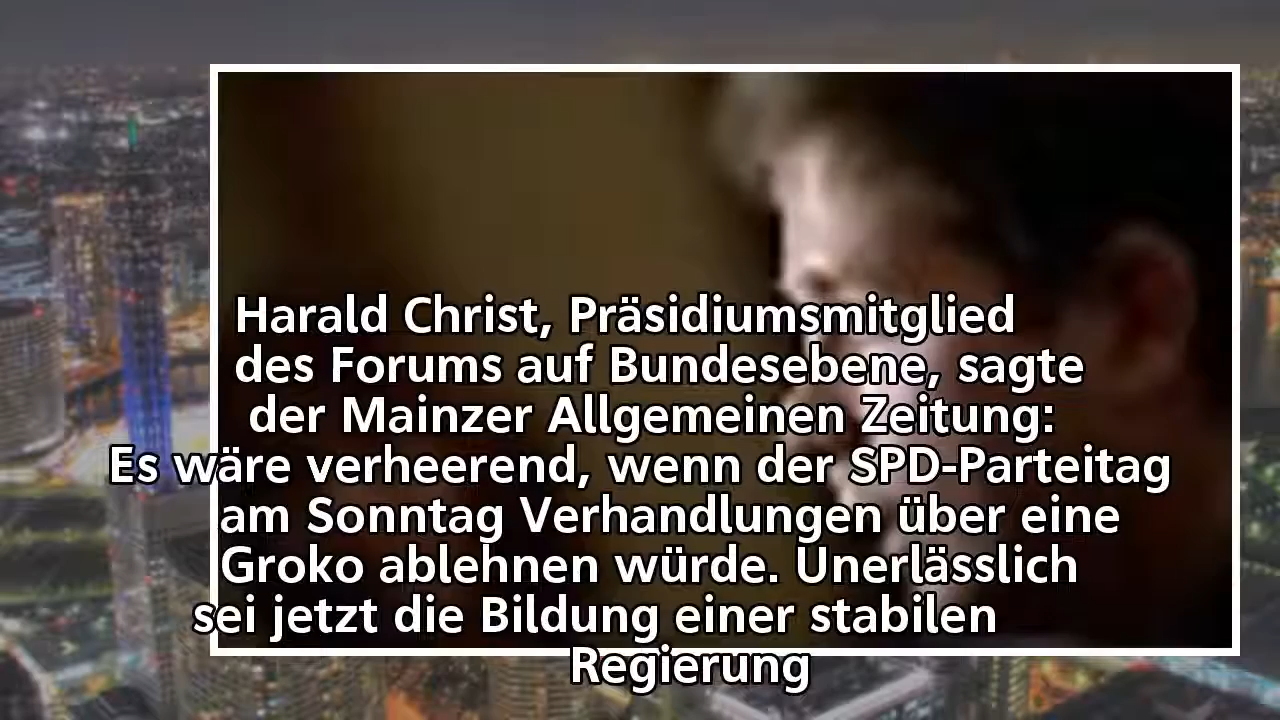 Harald Christ, Präsidiumsmitglied
des Forums auf Bundesebene, sagte
der Mainzer Allgemeinen Zeitung:
Es wäre verheerend, wenn der SPD-Parteitag
am Sonntag Verhandlungen über eine
Groko ablehnen würde. Unerlässlich
sei jetzt die Bildung einer stabilen
Regierung